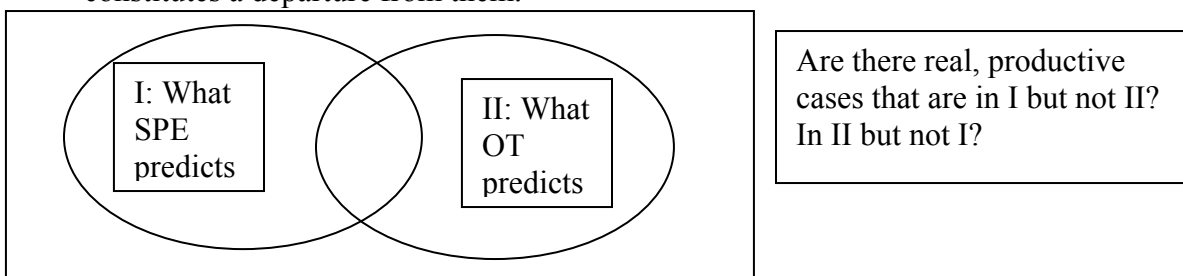 constitutes a departure from them.
I: What
SPE
predicts
II: What
OT
predicts
Are there real, productive
cases that are in I but not II?
In II but not I?